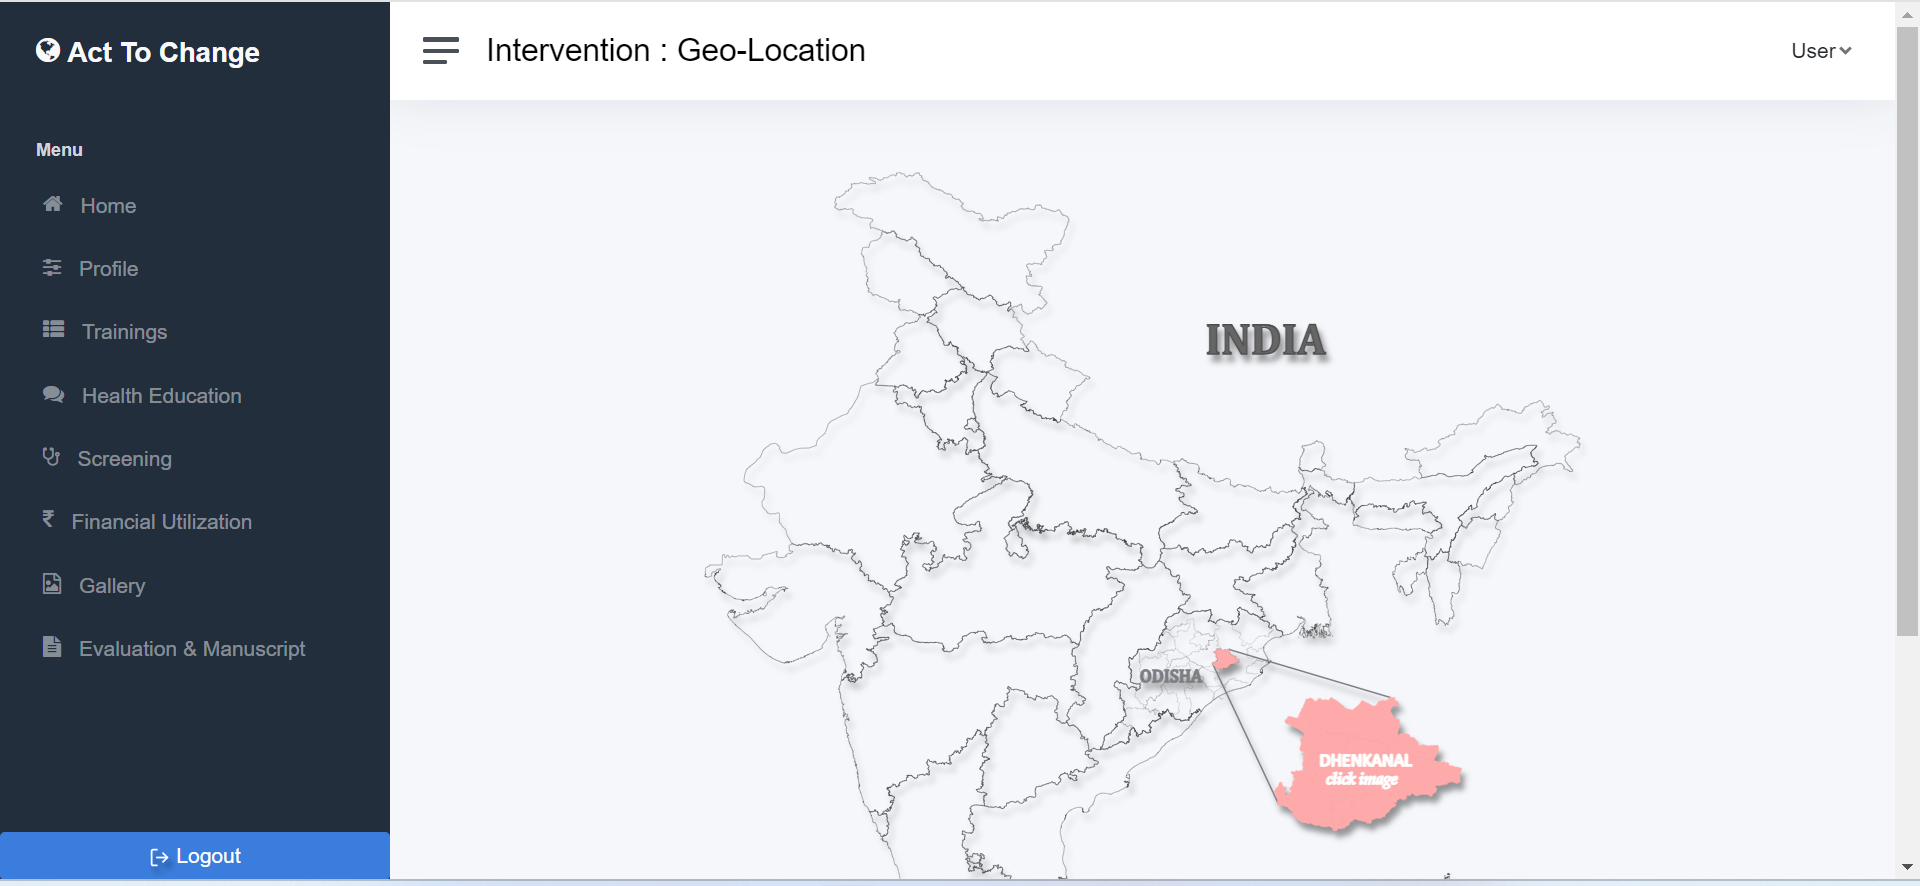 Act To Change
Intervention : Geo-Location
User
Menu
Home
Profile
Trainings
Health Education
Screening
Financial Utilization
Gallery
Evaluation & Manuscript
Logout
INDIA
ODISHA
DHENKANAL
click image